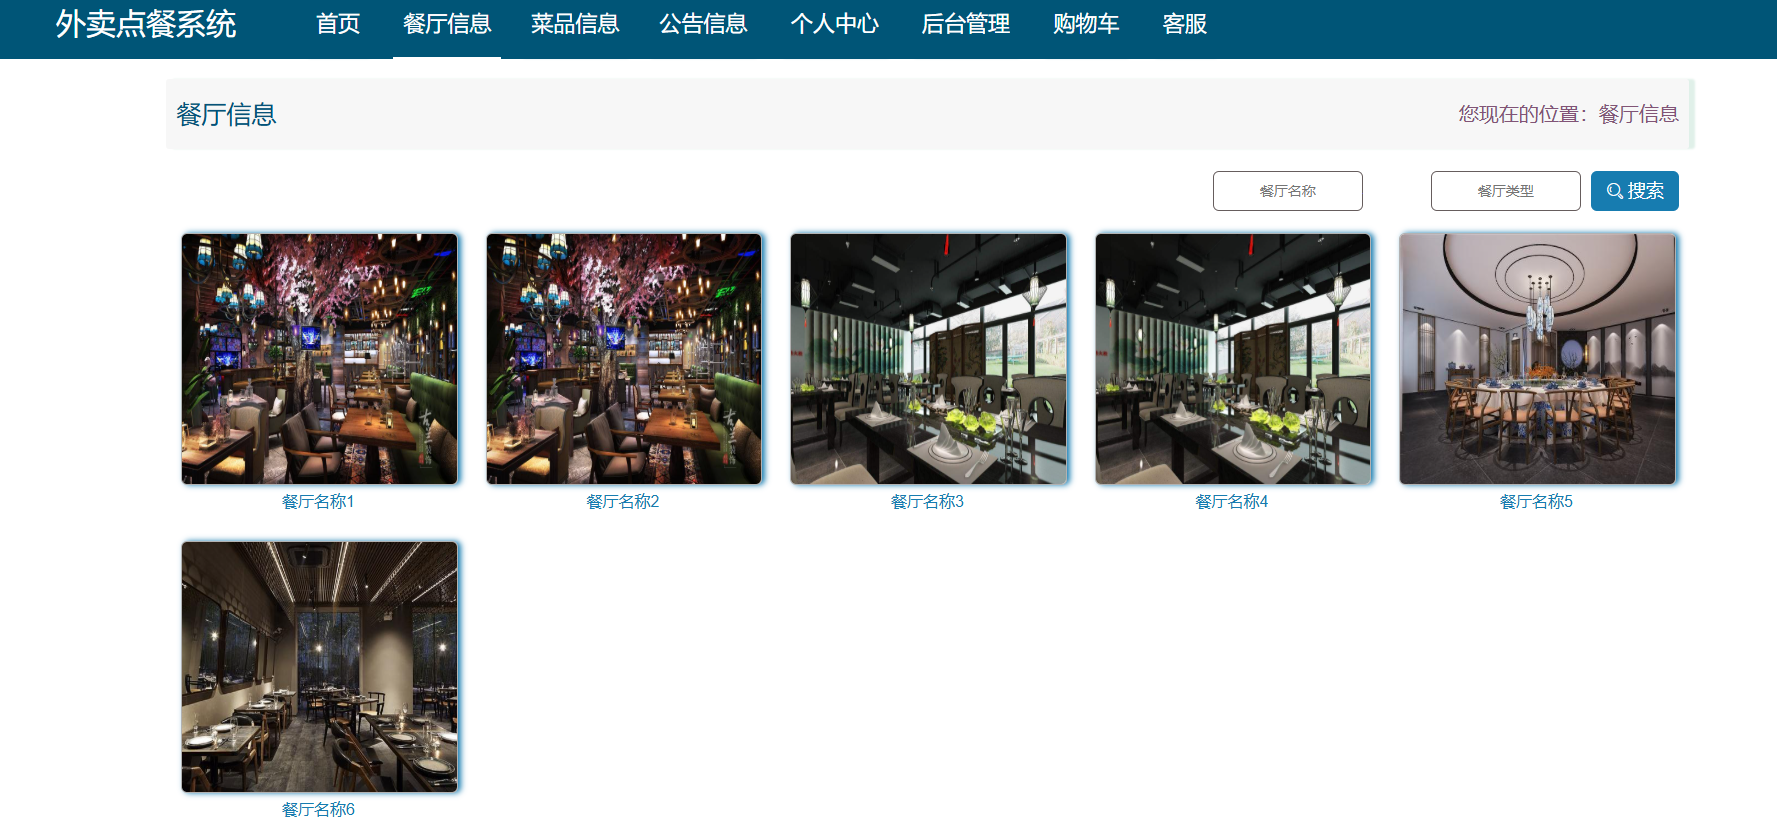 外卖点餐系统 首页 餐厅信息 菜品信息 公告信息 个人中心 后台管理 购物车 客服
餐厅信息 您现在的位置：餐厅信息
餐厅名称 餐厅类型 搜索
餐厅名称1 餐厅名称2 餐厅名称3 餐厅名称4 餐厅名称5
餐厅名称6